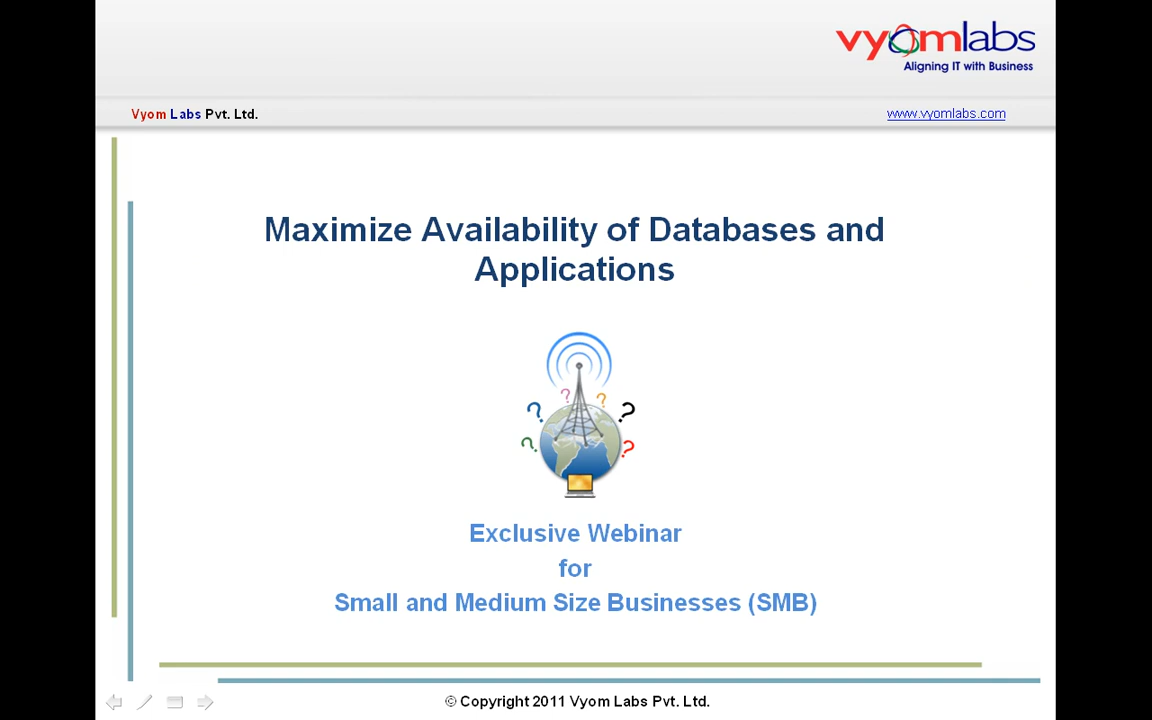 vyomlabs
Aligning IT with Business
Vyom Labs Pvt. Ltd.
www.vyomlabs.com
Maximize Availability of Databases and
Applications
? ? ? ? ? ?
Exclusive Webinar
for
Small and Medium Size Businesses (SMB)
© Copyright 2011 Vyom Labs Pvt. Ltd.